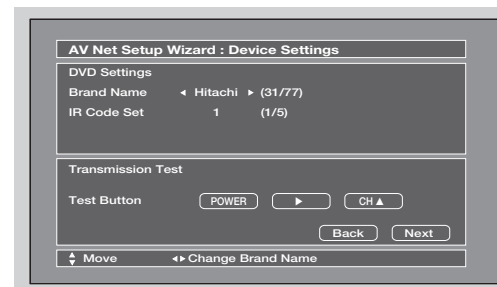 AV Net Setup Wizard : Device Settings
DVD Settings
Brand Name ◄ Hitachi ► (31/77)
IR Code Set 1 (1/5)
Transmission Test
Test Button POWER ► CH▲
Back Next
▲▼ Move ◄► Change Brand Name